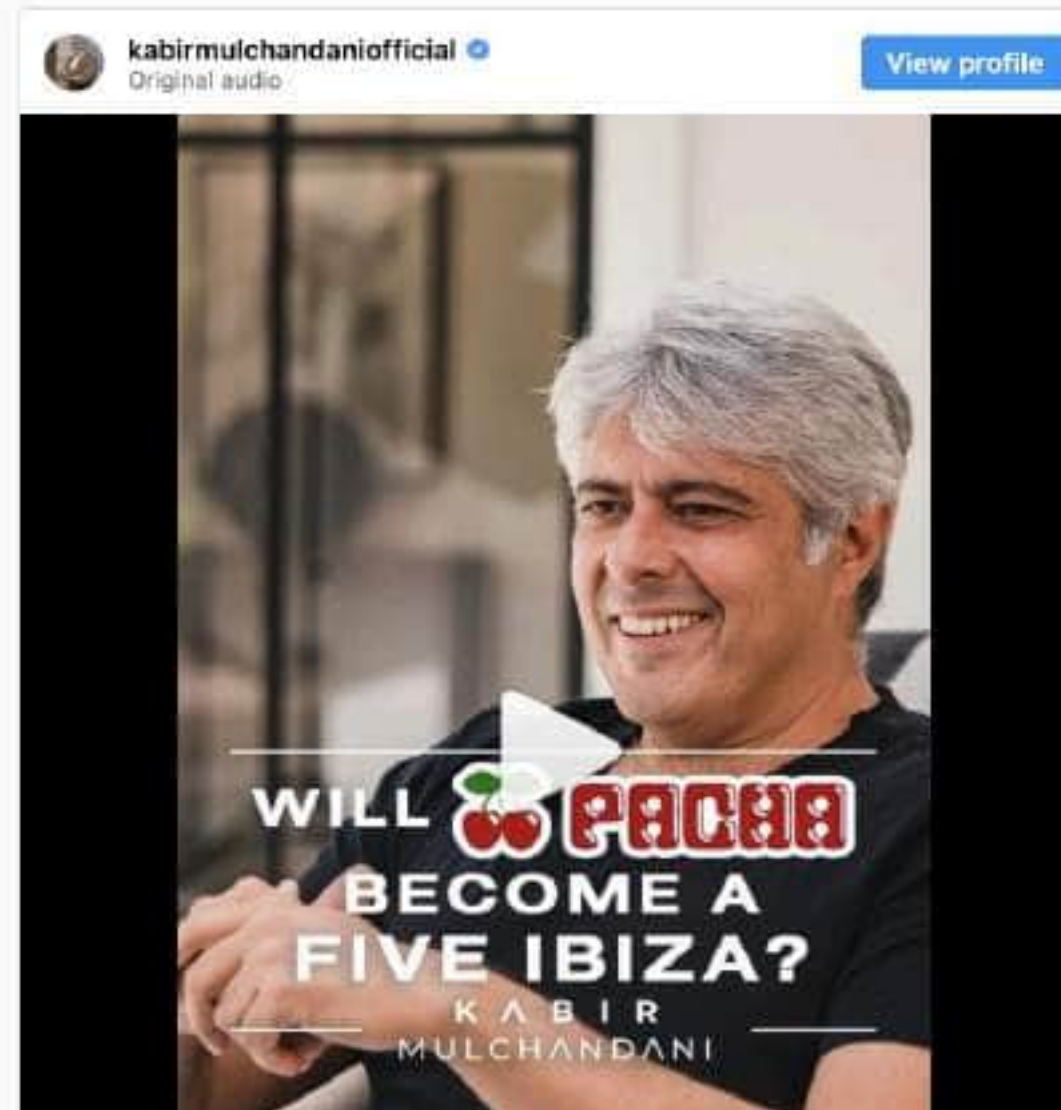 kabirmulchandaniofficial
Original audio
View profile
WILL PACHA
BECOME A
FIVE IBIZA?
KABIR
MULCHANDANI